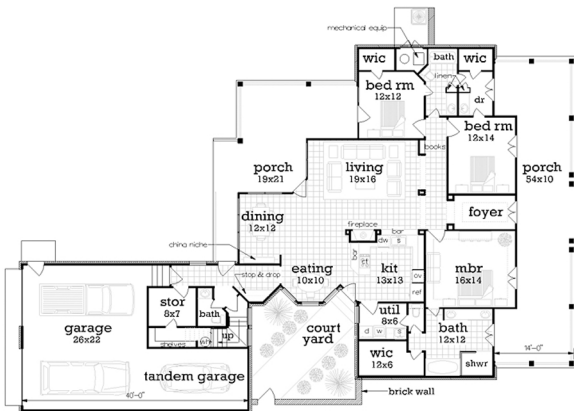 mechanical equip
wic
bath
wic
linen
bed rm
12x12
dr
bed rm
12x14
books
porch
19x21
living
19x16
porch
54x10
dining
12x12
foyer
fireplace
bar
dw
s
china niche
eating
10x10
bar
ct
kit
13x13
mbr
16x14
stop & drop
ov
ref
stor
8x7
bath
util
8x6
court
yard
garage
26x22
d
w
s
bath
12x12
up
shelves
wh
wic
12x6
shwr
14'-0"
tandem garage
40'-0"
brick wall